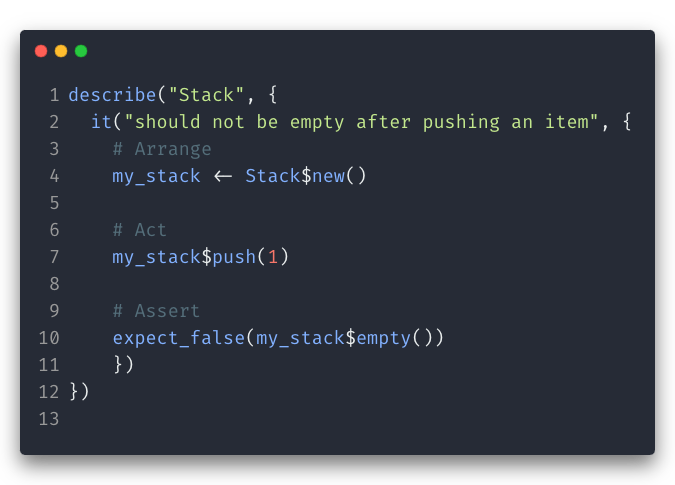 1 describe("Stack", {
2   it("should not be empty after pushing an item", {
3     # Arrange
4     my_stack <- Stack$new()
5
6     # Act
7     my_stack$push(1)
8
9     # Assert
10     expect_false(my_stack$empty())
11     })
12 })
13